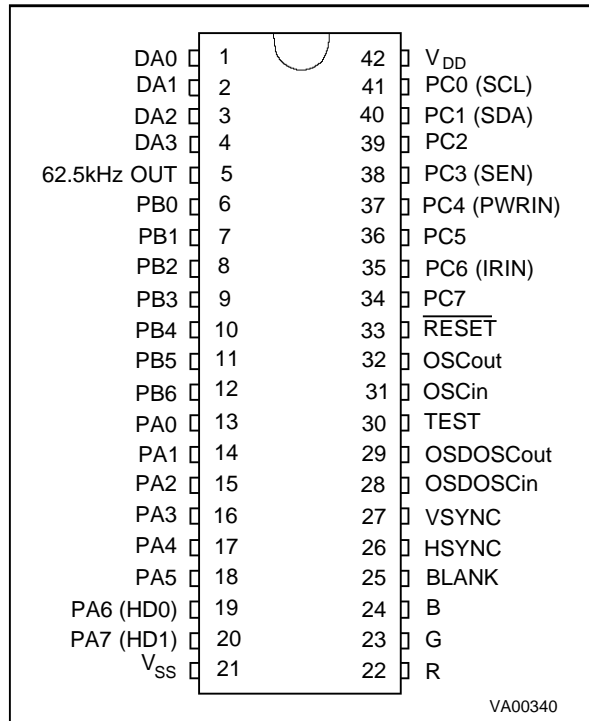 DA0 1 42 VDD
DA1 2 41 PC0 (SCL)
DA2 3 40 PC1 (SDA)
DA3 4 39 PC2
62.5kHz OUT 5 38 PC3 (SEN)
PB0 6 37 PC4 (PWRIN)
PB1 7 36 PC5
PB2 8 35 PC6 (IRIN)
PB3 9 34 PC7
PB4 10 33 RESET
PB5 11 32 OSCout
PB6 12 31 OSCin
PA0 13 30 TEST
PA1 14 29 OSDOSCout
PA2 15 28 OSDOSCin
PA3 16 27 VSYNC
PA4 17 26 HSYNC
PA5 18 25 BLANK
PA6 (HD0) 19 24 B
PA7 (HD1) 20 23 G
VSS 21 22 R
VA00340